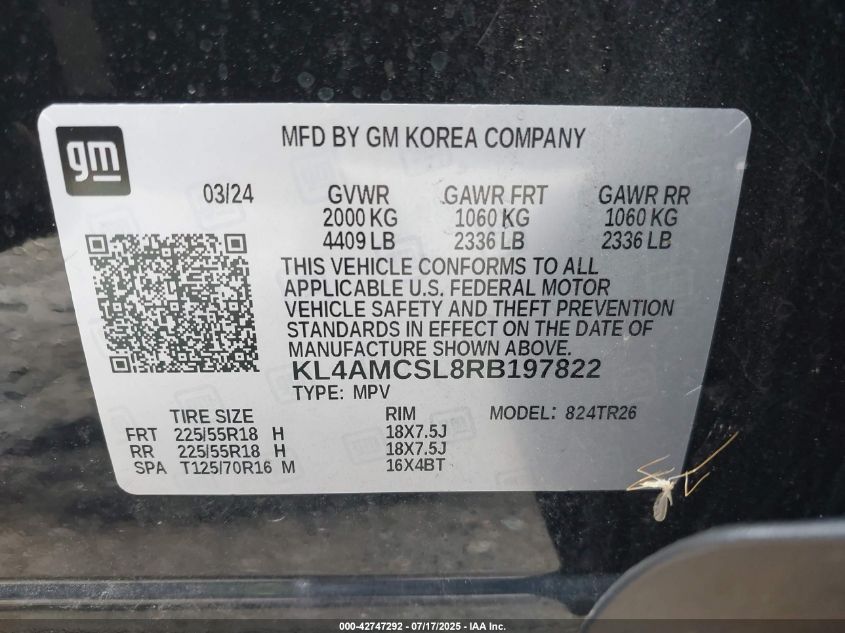 gm
MFD BY GM KOREA COMPANY
03/24 GVWR GAWR FRT GAWR RR
2000 KG 1060 KG 1060 KG
4409 LB 2336 LB 2336 LB
THIS VEHICLE CONFORMS TO ALL
APPLICABLE U.S. FEDERAL MOTOR
VEHICLE SAFETY AND THEFT PREVENTION
STANDARDS IN EFFECT ON THE DATE OF
MANUFACTURE SHOWN ABOVE.
KL4AMCSL8RB197822
TYPE: MPV
TIRE SIZE RIM MODEL: 824TR26
FRT 225/55R18 H 18X7.5J
RR 225/55R18 H 18X7.5J
SPA T125/70R16 M 16X4BT
000-42747292 - 07/17/2025 - IAA Inc.